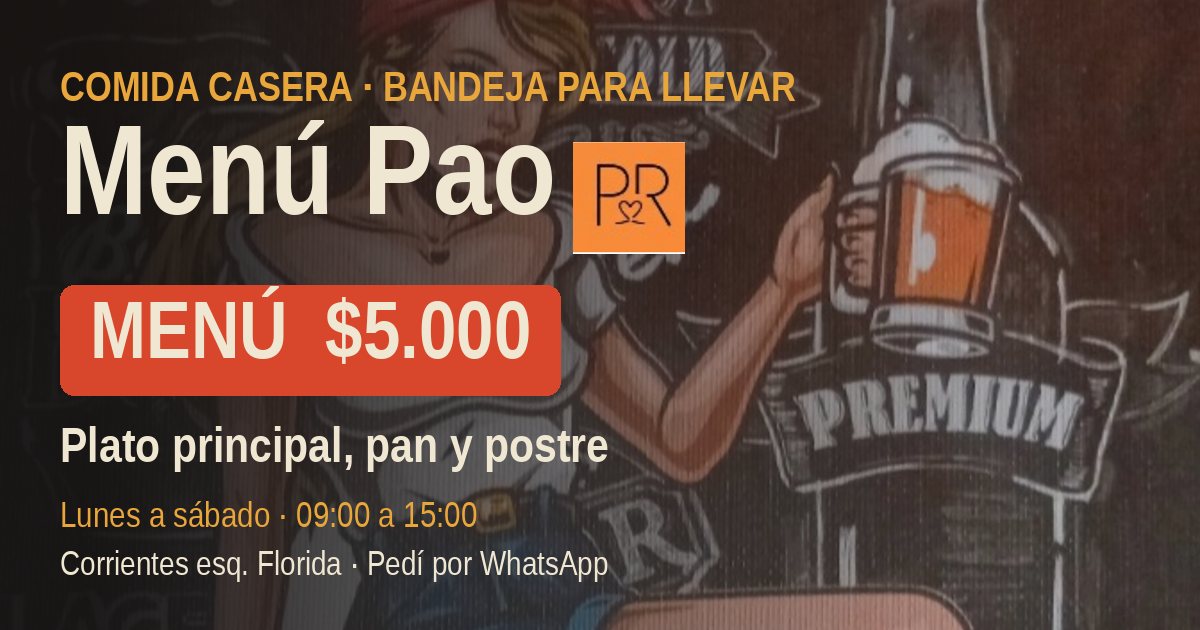 COMIDA CASERA · BANDEJA PARA LLEVAR
Menú Pao
PR
MENÚ $5.000
PREMIUM
Plato principal, pan y postre
Lunes a sábado · 09:00 a 15:00
R
Corrientes esq. Florida · Pedí por WhatsApp